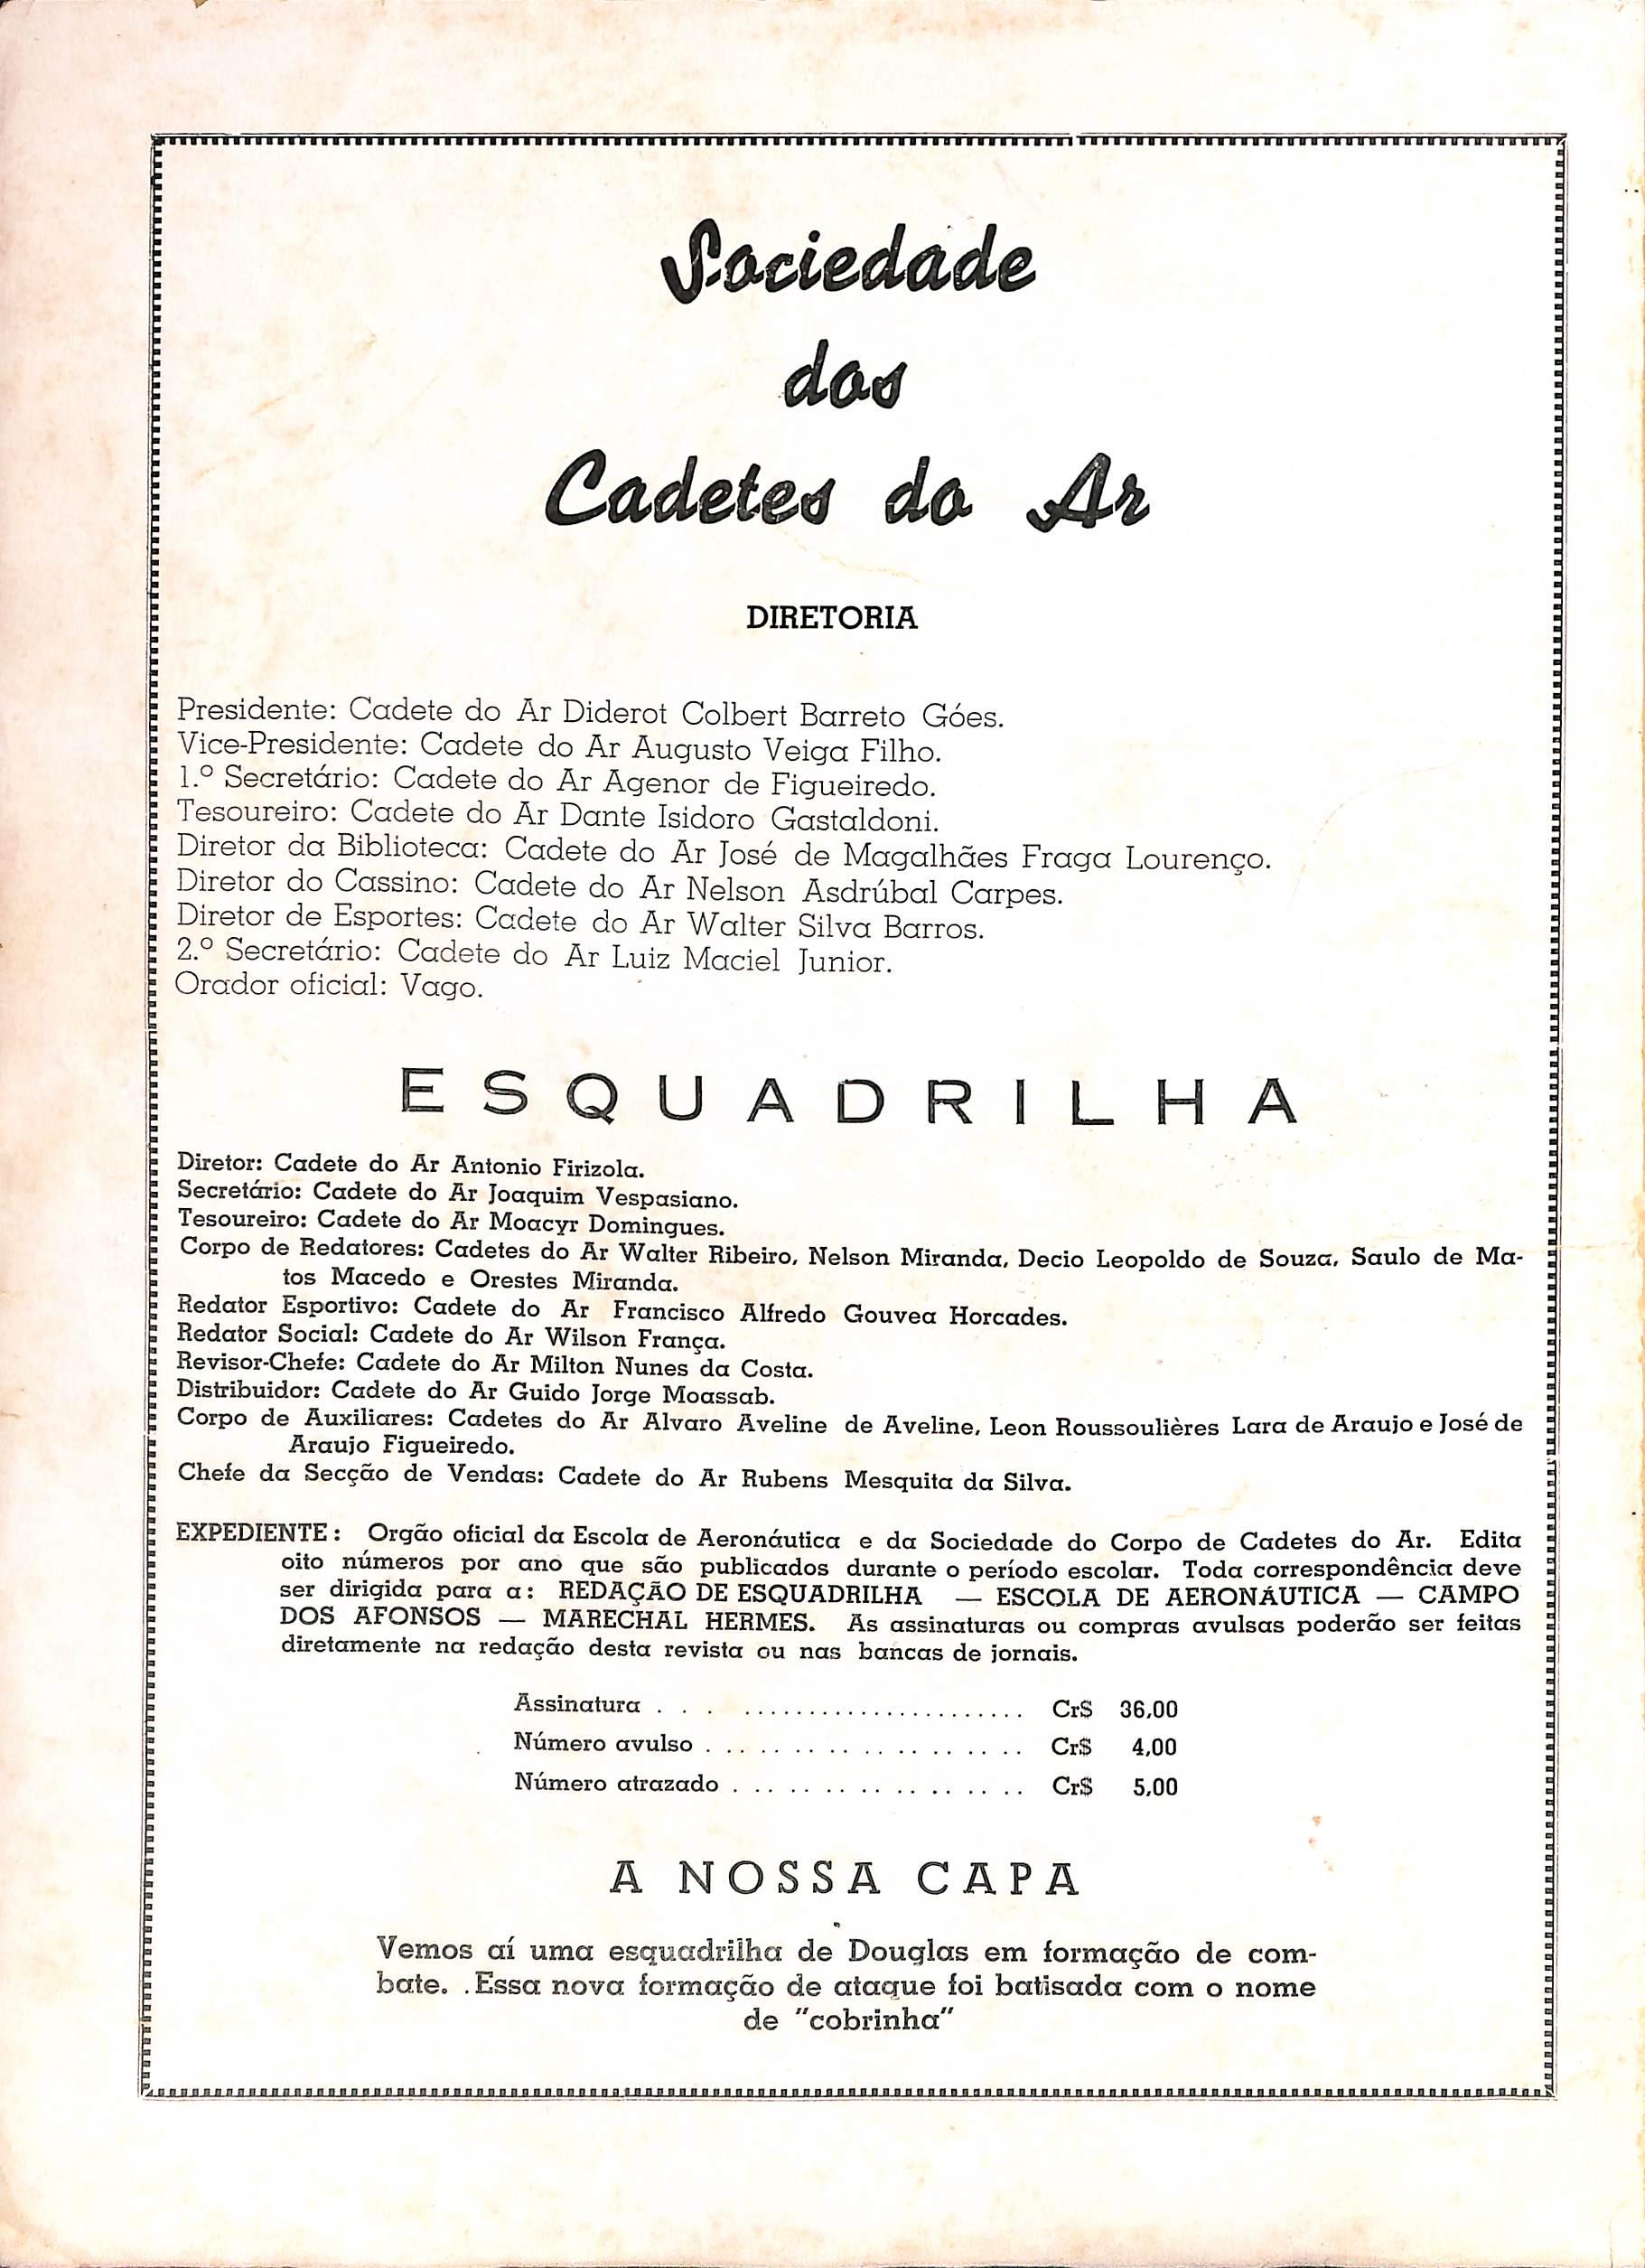 Sociedade
dos
Cadetes do Ar
DIRETORIA
Presidente: Cadete do Ar Diderot Colbert Barreto Góes.
Vice-Presidente: Cadete do Ar Augusto Veiga Filho.
1.º Secretário: Cadete do Ar Agenor de Figueiredo.
Tesoureiro: Cadete do Ar Dante Isidoro Gastaldoni.
Diretor da Biblioteca: Cadete do Ar José de Magalhães Fraga Lourenço.
Diretor do Cassino: Cadete do Ar Nelson Asdrúbal Carpes.
Diretor de Esportes: Cadete do Ar Walter Silva Barros.
2.º Secretário: Cadete do Ar Luiz Maciel Junior.
Orador oficial: Vago.
ESQUADRILHA
Diretor: Cadete do Ar Antonio Firizola.
Secretário: Cadete do Ar Joaquim Vespasiano.
Tesoureiro: Cadete do Ar Moacyr Domingues.
Corpo de Redatores: Cadetes do Ar Walter Ribeiro, Nelson Miranda, Decio Leopoldo de Souza, Saulo de Ma-
tos Macedo e Orestes Miranda.
Redator Esportivo: Cadete do Ar Francisco Alfredo Gouvea Horcades.
Redator Social: Cadete do Ar Wilson França.
Revisor-Chefe: Cadete do Ar Milton Nunes da Costa.
Distribuidor: Cadete do Ar Guido Jorge Moassab.
Corpo de Auxiliares: Cadetes do Ar Alvaro Aveline de Aveline, Leon Roussoulières Lara de Araujo e José de
Araujo Figueiredo.
Chefe da Secção de Vendas: Cadete do Ar Rubens Mesquita da Silva.
EXPEDIENTE: Orgão oficial da Escola de Aeronáutica e da Sociedade do Corpo de Cadetes do Ar. Edita
oito números por ano que são publicados durante o período escolar. Toda correspondência deve
ser dirigida para a: REDAÇÃO DE ESQUADRILHA — ESCOLA DE AERONÁUTICA — CAMPO
DOS AFONSOS — MARECHAL HERMES. As assinaturas ou compras avulsas poderão ser feitas
diretamente na redação desta revista ou nas bancas de jornais.
Assinatura . . . ...................... Cr$ 36,00
Número avulso . . . . . . . . . . . . . . . . . . . Cr$ 4,00
Número atrazado . . . . . . . . . . . . . . . . . Cr$ 5,00
A NOSSA CAPA
Vemos aí uma esquadrilha de Douglas em formação de com-
bate. .Essa nova formação de ataque foi batisada com o nome
de "cobrinha"